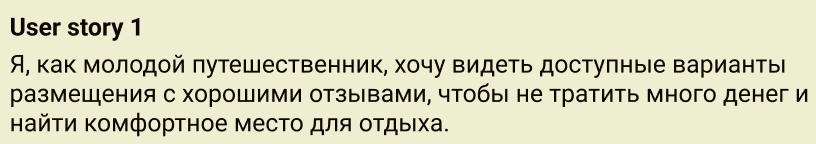 User story 1
Я, как молодой путешественник, хочу видеть доступные варианты
размещения с хорошими отзывами, чтобы не тратить много денег и
найти комфортное место для отдыха.